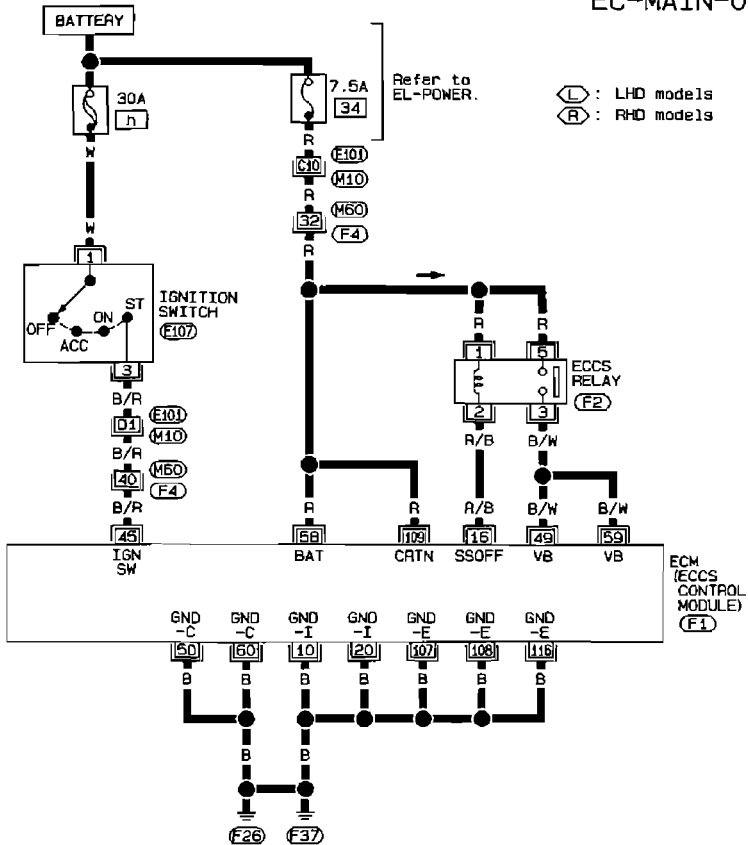 EC-MAIN-0
BATTERY
30A
h
7.5A
34
Refer to
EL-POWER.
L : LHD models
R : RHD models
W
R
C10 E101
M10
R
32 M60
F4
W
R
1
IGNITION
SWITCH
E107
OFF ACC ON ST
3
R R
1 5
ECCS
RELAY
F2
2 3
B/R
D1 E101
M10
B/R
40 M60
F4
B/R
R/B B/W
R R R/B B/W B/W
45 58 109 16 49 59
IGN
SW
BAT CRTN SSOFF VB VB
ECM
(ECCS
CONTROL
MODULE)
F1
GND GND GND GND GND GND GND
-C -C -I -I -E -E -E
50 60 10 20 107 108 116
B B B B B B B
B B
F26 F37